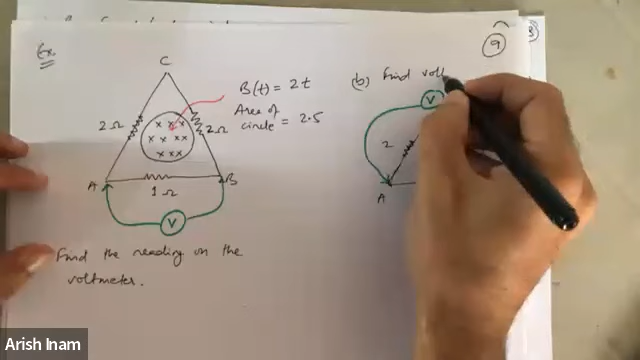 Ex.
9
C
B(t) = 2t
Area of
circle = 2.5
2Ω
2Ω
x x x
x x x x
x x x
A
B
1Ω
V
Find the reading on the
voltmeter.
(b) Find volt
V
2
A
Arish Inam